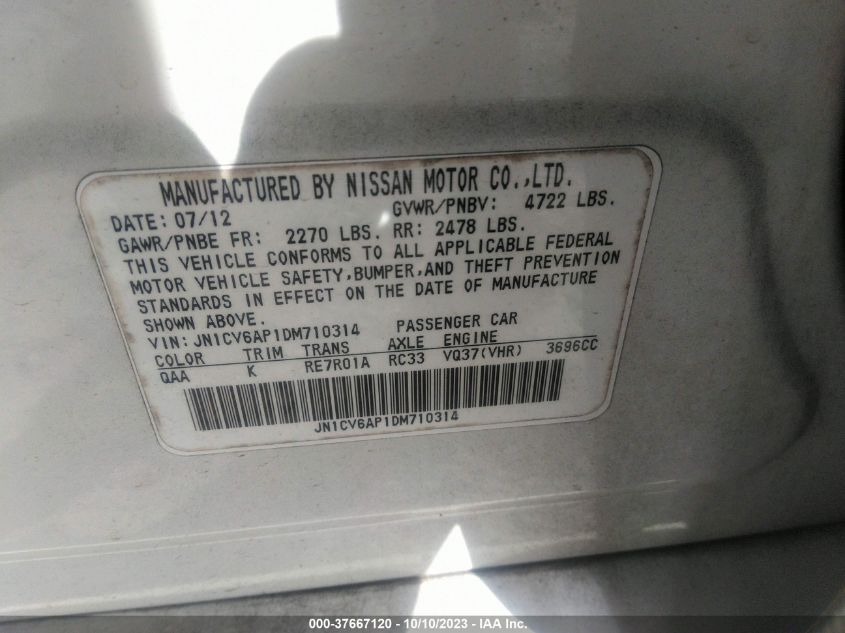 MANUFACTURED BY NISSAN MOTOR CO.,LTD.
DATE: 07/12 GVWR/PNBV: 4722 LBS.
GAWR/PNBE FR: 2270 LBS. RR: 2478 LBS.
THIS VEHICLE CONFORMS TO ALL APPLICABLE FEDERAL
MOTOR VEHICLE SAFETY,BUMPER,AND THEFT PREVENTION
STANDARDS IN EFFECT ON THE DATE OF MANUFACTURE
SHOWN ABOVE.
VIN: JN1CV6AP1DM710314 PASSENGER CAR
COLOR TRIM TRANS AXLE ENGINE
QAA K RE7R01A RC33 VQ37(VHR) 3696CC
JN1CV6AP1DM710314
000-37667120 - 10/10/2023 - IAA Inc.